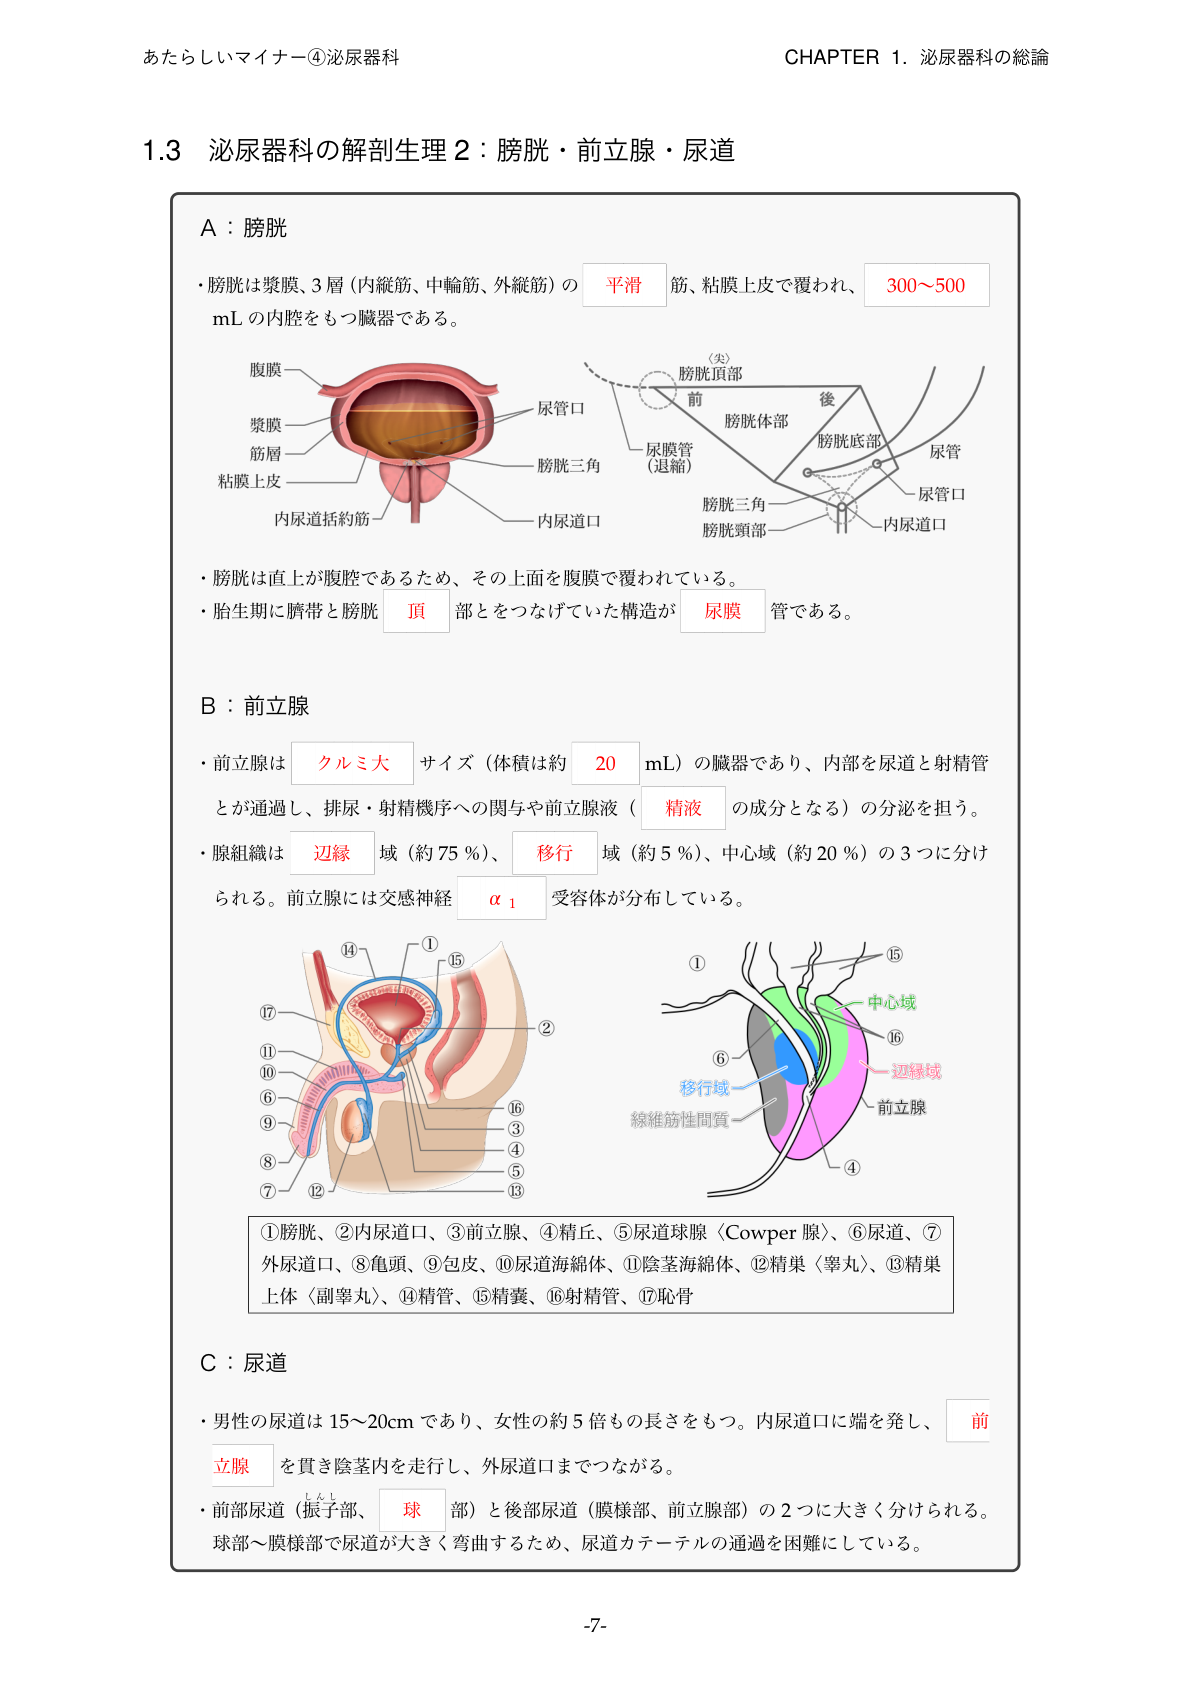 あたらしいマイナー④泌尿器科
CHAPTER 1. 泌尿器科の総論
1.3 泌尿器科の解剖生理 2：膀胱・前立腺・尿道
A：膀胱
・膀胱は漿膜、3 層 (内縦筋、中輪筋、外縦筋) の 平滑 筋、粘膜上皮で覆われ、 300〜500
mL の内腔をもつ臓器である。
腹膜
漿膜
筋層
粘膜上皮
内尿道括約筋
尿管口
膀胱三角
内尿道口
〈尖〉
膀胱頂部
前
後
膀胱体部
膀胱底部
尿膜管
(退縮)
尿管
尿管口
膀胱三角
膀胱頸部
内尿道口
・膀胱は直上が腹腔であるため、その上面を腹膜で覆われている。
・胎生期に臍帯と膀胱 頂 部とをつなげていた構造が 尿膜 管である。
B：前立腺
・前立腺は クルミ大 サイズ（体積は約 20 mL）の臓器であり、内部を尿道と射精管
とが通過し、排尿・射精機序への関与や前立腺液（ 精液 の成分となる）の分泌を担う。
・腺組織は 辺縁 域（約 75 %）、 移行 域（約 5 %）、中心域（約 20 %）の 3 つに分け
られる。前立腺には交感神経 α 1 受容体が分布している。
⑭
①
⑮
⑰
②
⑪
⑩
⑥
⑨
⑧
⑦
⑫
⑯
③
④
⑤
⑬
①
⑮
中心域
⑯
⑥
辺縁域
移行域
前立腺
線維筋性間質
④
①膀胱、②内尿道口、③前立腺、④精丘、⑤尿道球腺〈Cowper 腺〉、⑥尿道、⑦
外尿道口、⑧亀頭、⑨包皮、⑩尿道海綿体、⑪陰茎海綿体、⑫精巣〈睾丸〉、⑬精巣
上体〈副睾丸〉、⑭精管、⑮精嚢、⑯射精管、⑰恥骨
C：尿道
・男性の尿道は 15〜20cm であり、女性の約 5 倍もの長さをもつ。内尿道口に端を発し、 前
立腺 を貫き陰茎内を走行し、外尿道口までつながる。
しんし
・前部尿道（振子部、 球 部）と後部尿道（膜様部、前立腺部）の 2 つに大きく分けられる。
球部〜膜様部で尿道が大きく弯曲するため、尿道カテーテルの通過を困難にしている。
-7-